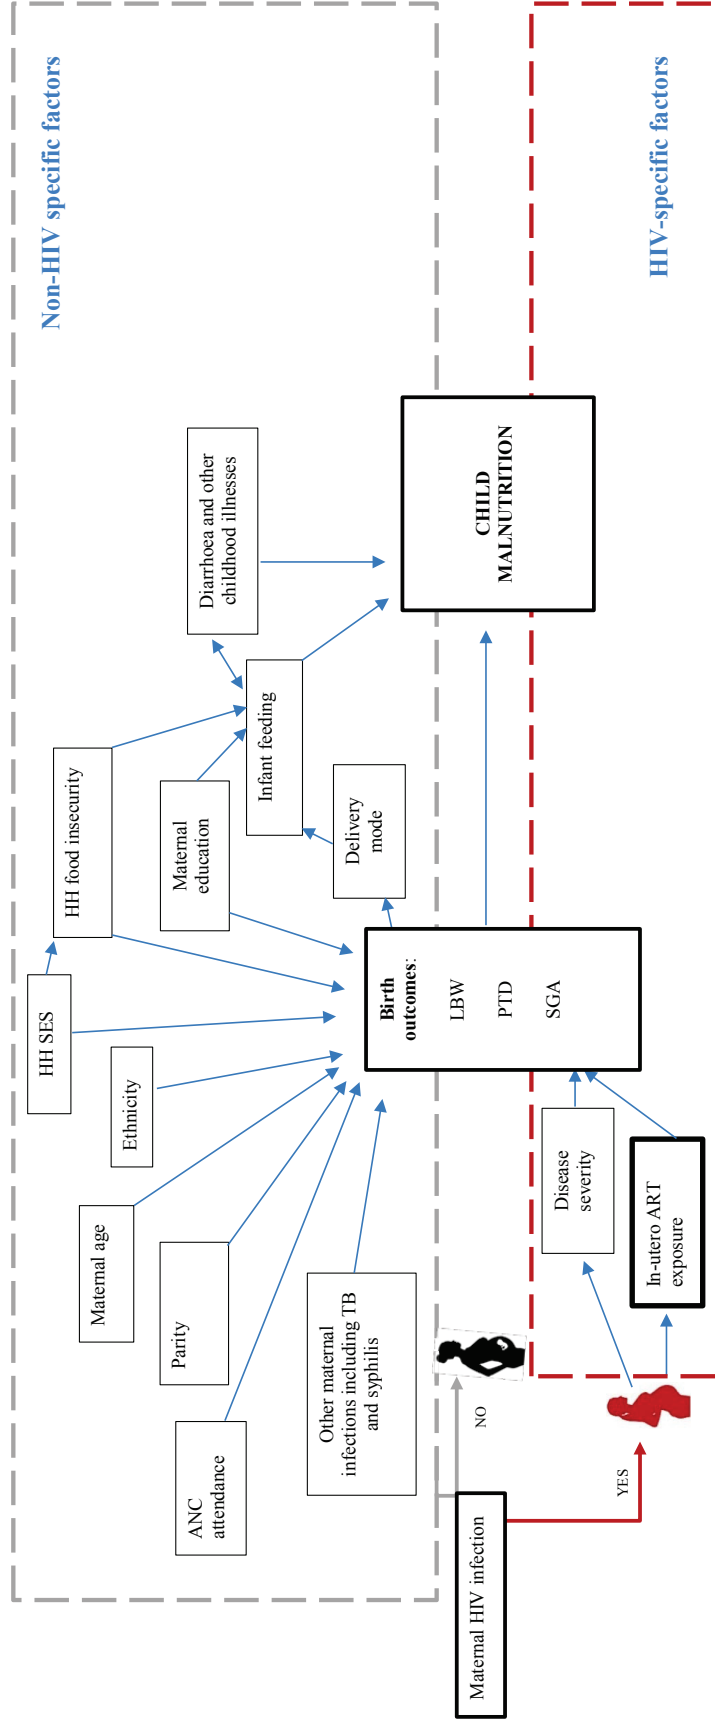 Non-HIV specific factors
HH SES
HH food insecurity
Ethnicity
Maternal age
Maternal
education
Diarrhoea and other
childhood illnesses
Parity
Infant feeding
ANC
attendance
Delivery
mode
Other maternal
infections including TB
and syphilis
Birth
outcomes:
LBW
PTD
SGA
CHILD
MALNUTRITION
Maternal HIV infection
NO
YES
Disease
severity
In-utero ART
exposure
HIV-specific factors